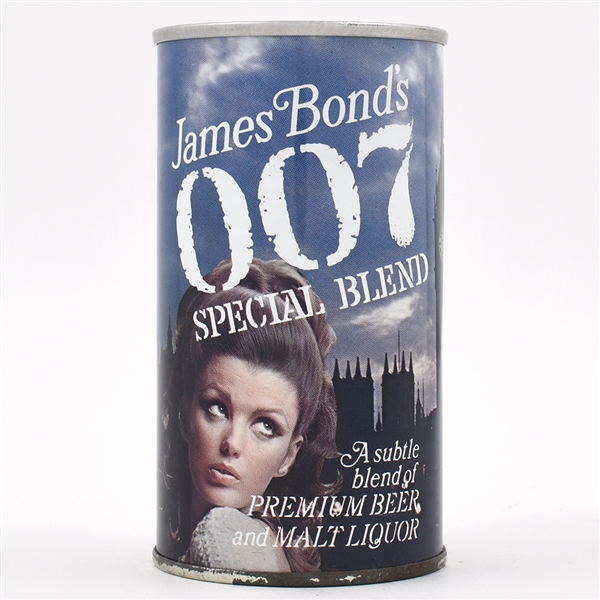 James Bond's
007
SPECIAL BLEND
A subtle
blend of
PREMIUM BEER
and MALT LIQUOR